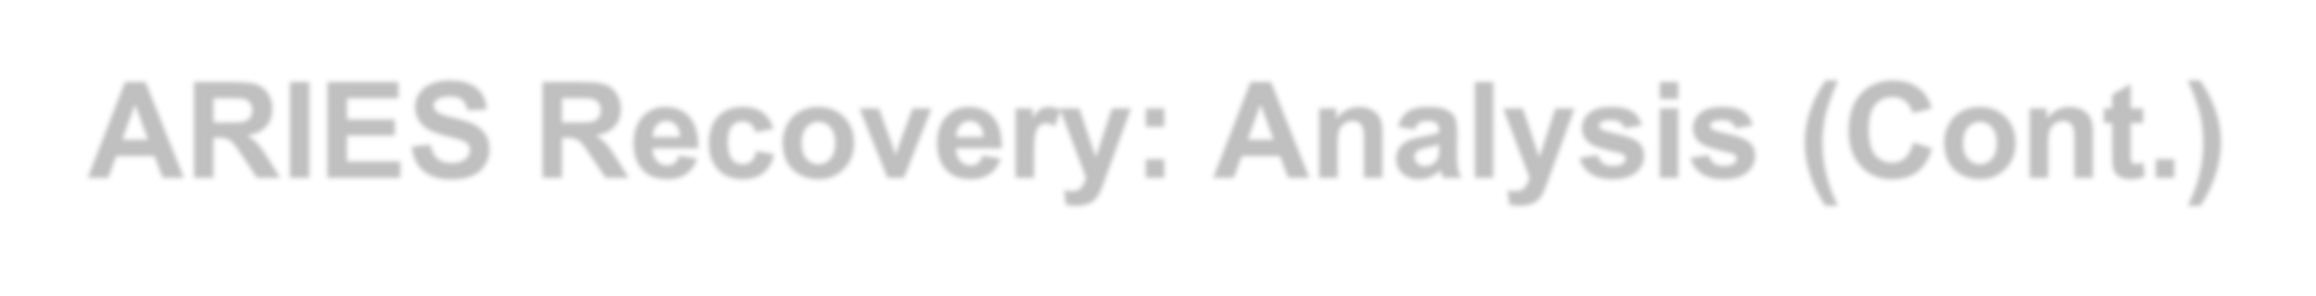 ARIES Recovery: Analysis (Cont.)